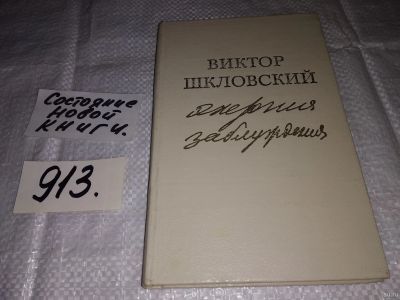 Состояние
новой
книги.
913.
ВИКТОР
ШКЛОВСКИЙ
энергия
заблуждения